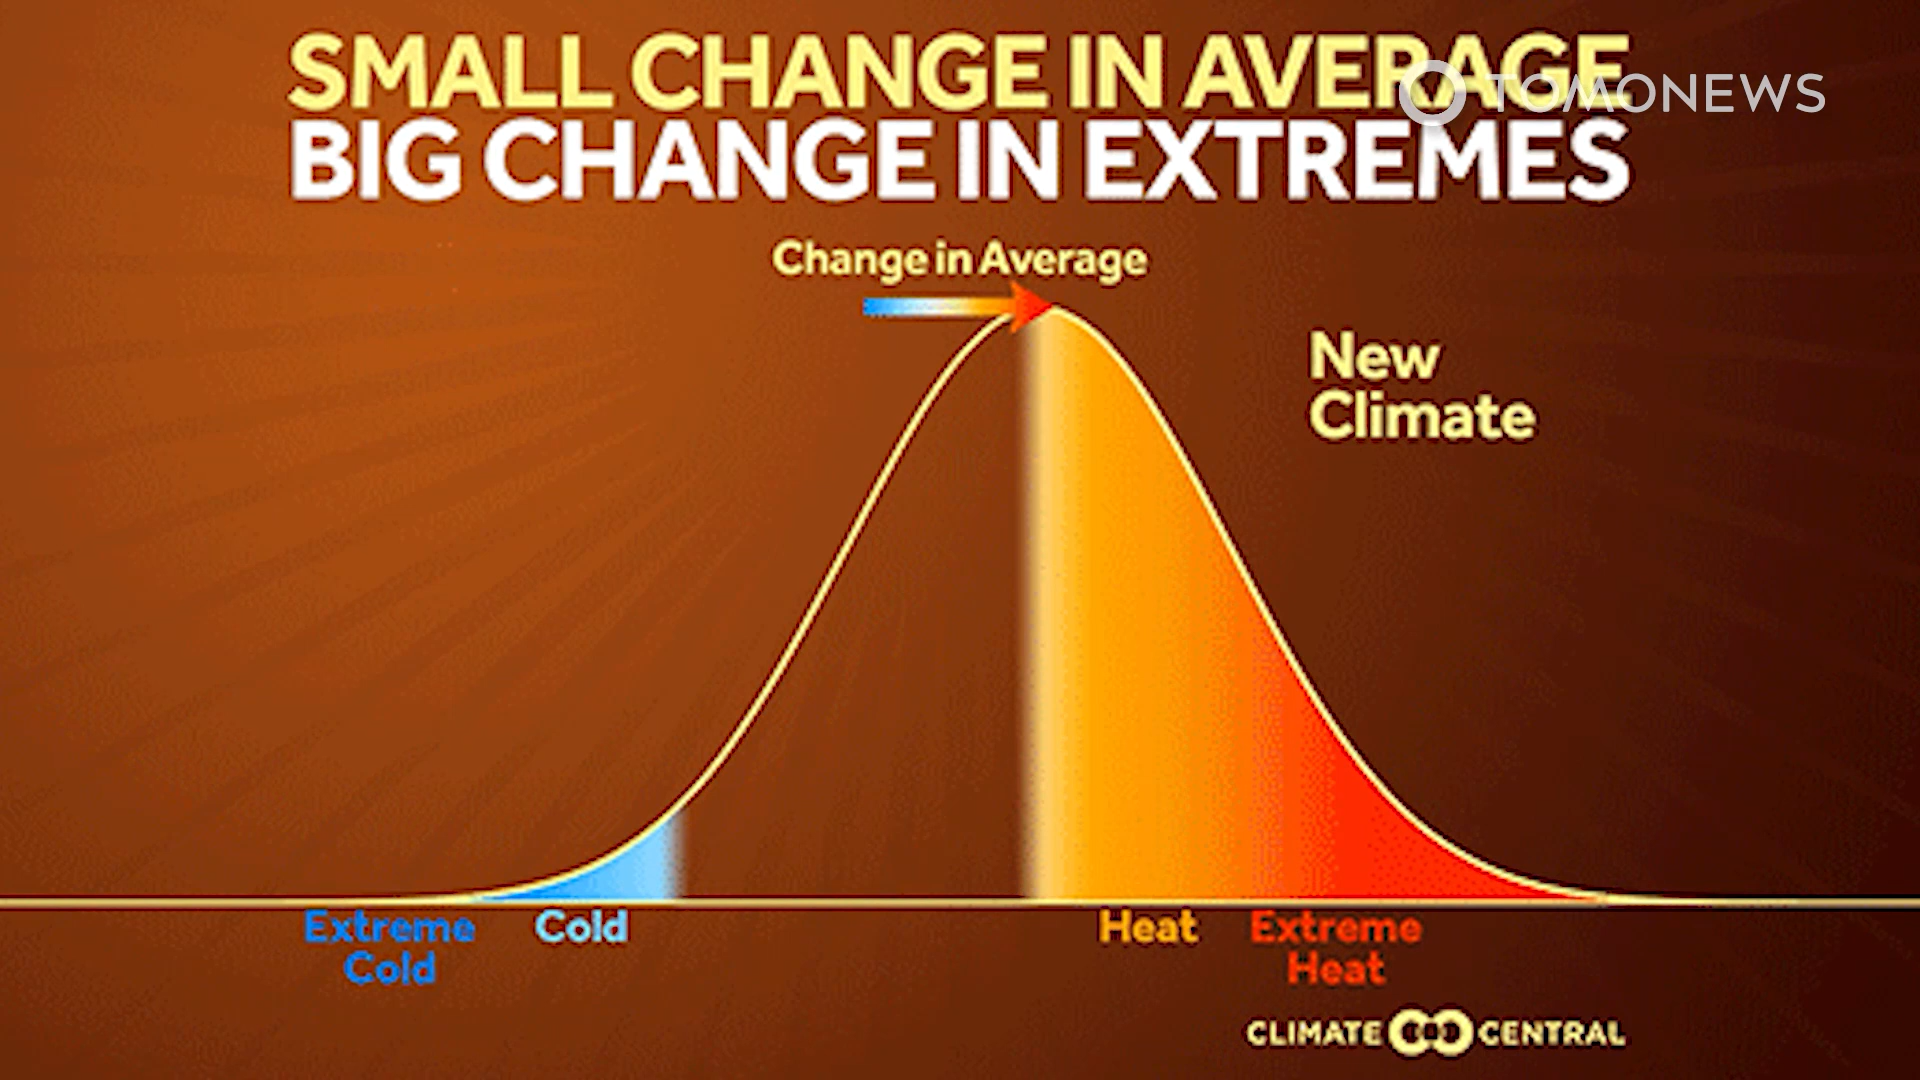 SMALL CHANGE IN AVERAGE
TOMONEWS
BIG CHANGE IN EXTREMES
Change in Average
New
Climate
Extreme
Cold
Cold
Heat
Extreme
Heat
CLIMATE CENTRAL